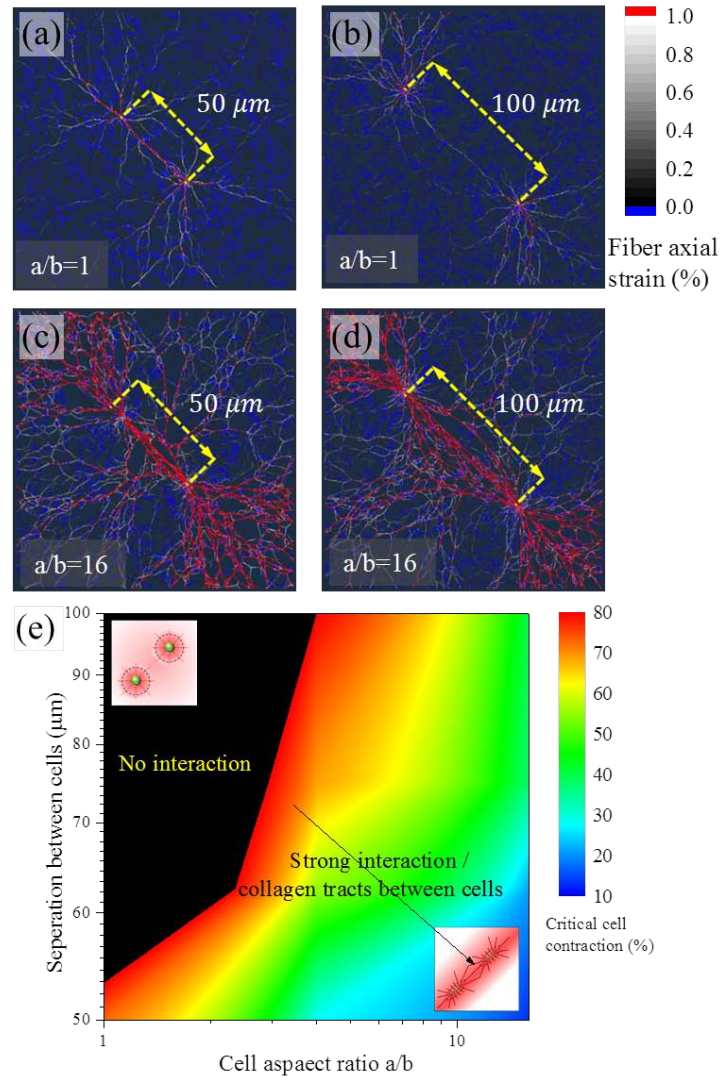 (a)
50 μm
a/b=1
(b)
100 μm
a/b=1
1.0
0.8
0.6
0.4
0.2
0.0
Fiber axial
strain (%)
(c)
50 μm
a/b=16
(d)
100 μm
a/b=16
(e)
100
90
80
70
60
50
Seperation between cells (μm)
No interaction
Strong interaction /
collagen tracts between cells
1
10
Cell aspaect ratio a/b
80
70
60
50
40
30
20
10
Critical cell
contraction (%)